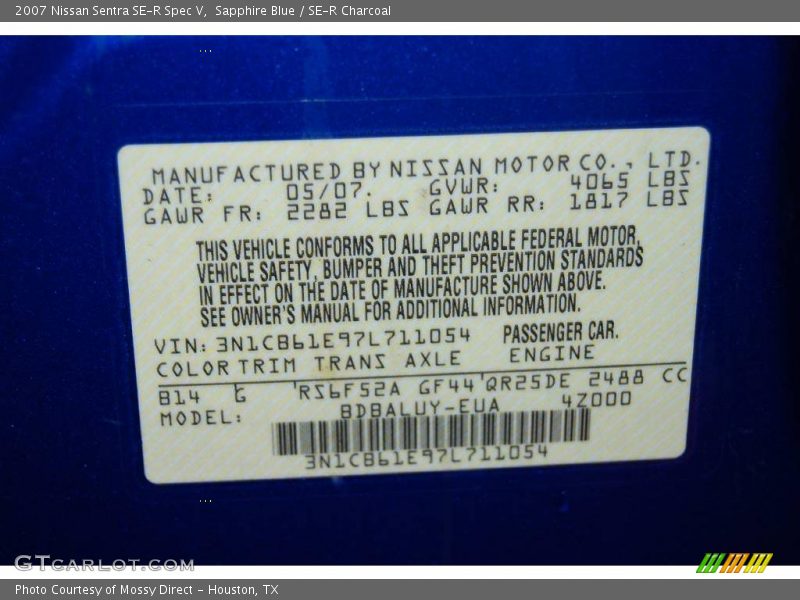 2007 Nissan Sentra SE-R Spec V,  Sapphire Blue / SE-R Charcoal
MANUFACTURED BY NISSAN MOTOR CO., LTD.
DATE: 05/07. GVWR: 4065 LBS
GAWR FR: 2282 LBS GAWR RR: 1817 LBS
THIS VEHICLE CONFORMS TO ALL APPLICABLE FEDERAL MOTOR,
VEHICLE SAFETY, BUMPER AND THEFT PREVENTION STANDARDS
IN EFFECT ON THE DATE OF MANUFACTURE SHOWN ABOVE.
SEE OWNER'S MANUAL FOR ADDITIONAL INFORMATION.
VIN: 3N1CB61E97L711054 PASSENGER CAR.
COLOR TRIM TRANS AXLE ENGINE
B14 G RS6F52A GF44 QR25DE 2488 CC
MODEL: BDBALUY-EUA 4Z000
3N1CB61E97L711054
GTCARLOT.COM
Photo Courtesy of Mossy Direct - Houston, TX